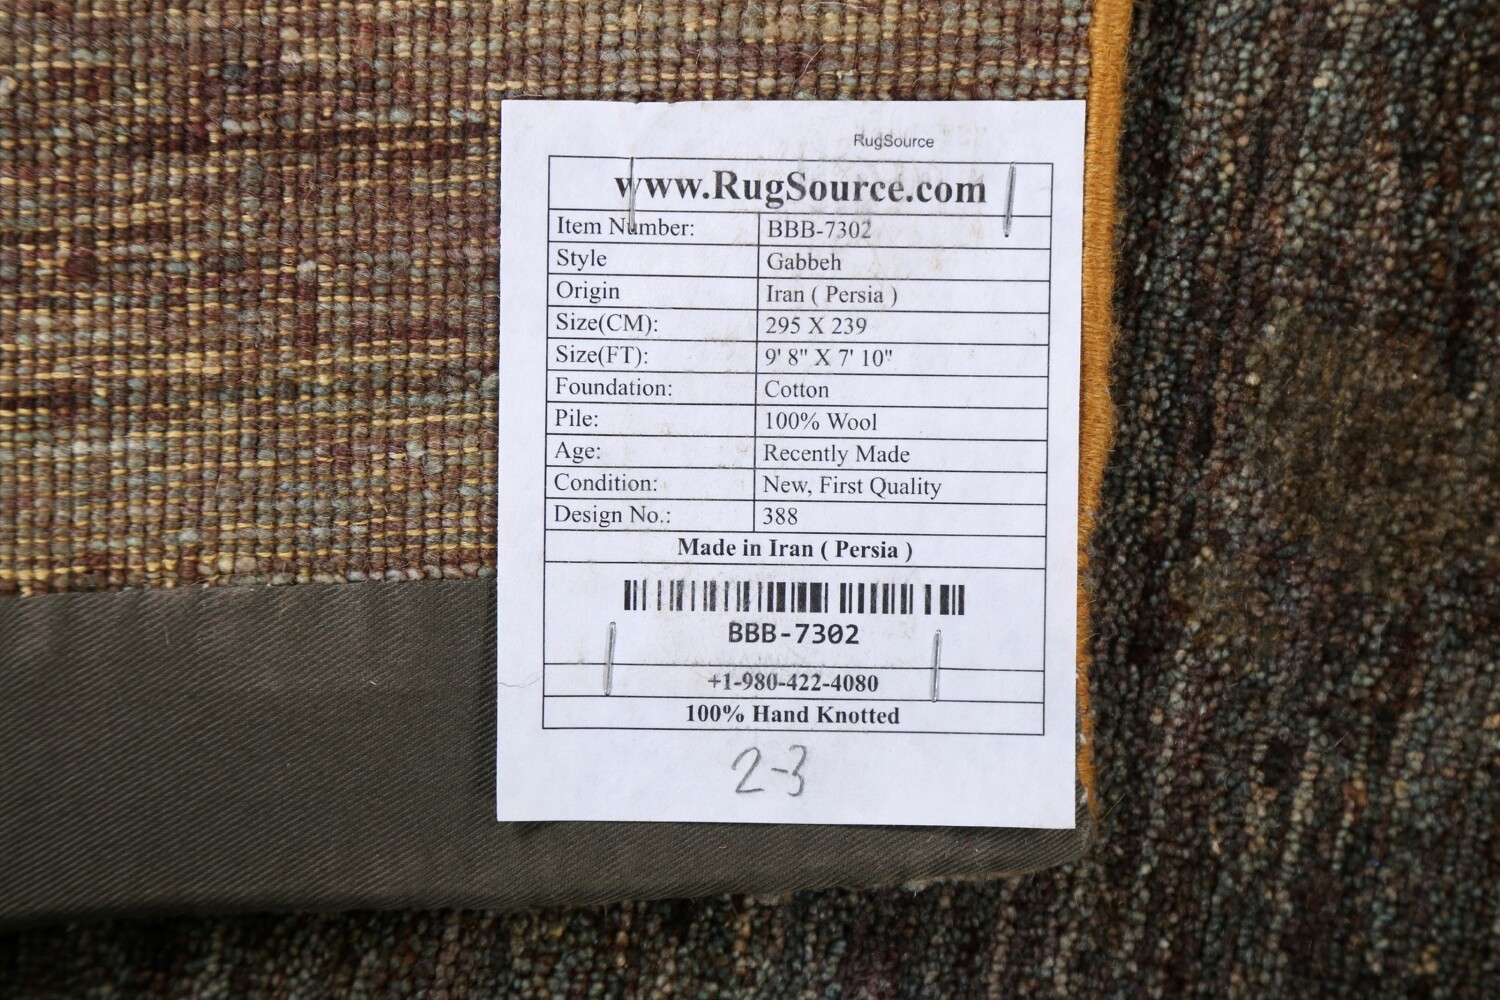 RugSource
www.RugSource.com
Item Number: BBB-7302
Style Gabbeh
Origin Iran ( Persia )
Size(CM): 295 X 239
Size(FT): 9' 8" X 7' 10"
Foundation: Cotton
Pile: 100% Wool
Age: Recently Made
Condition: New, First Quality
Design No.: 388
Made in Iran ( Persia )
BBB-7302
+1-980-422-4080
100% Hand Knotted
2-3